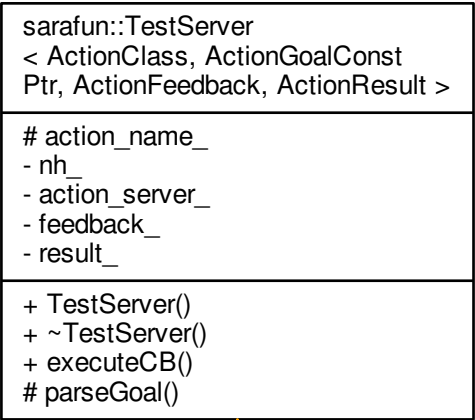 sarafun::TestServer
< ActionClass, ActionGoalConst
Ptr, ActionFeedback, ActionResult >
# action_name_
- nh_
- action_server_
- feedback_
- result_
+ TestServer()
+ ~TestServer()
+ executeCB()
# parseGoal()